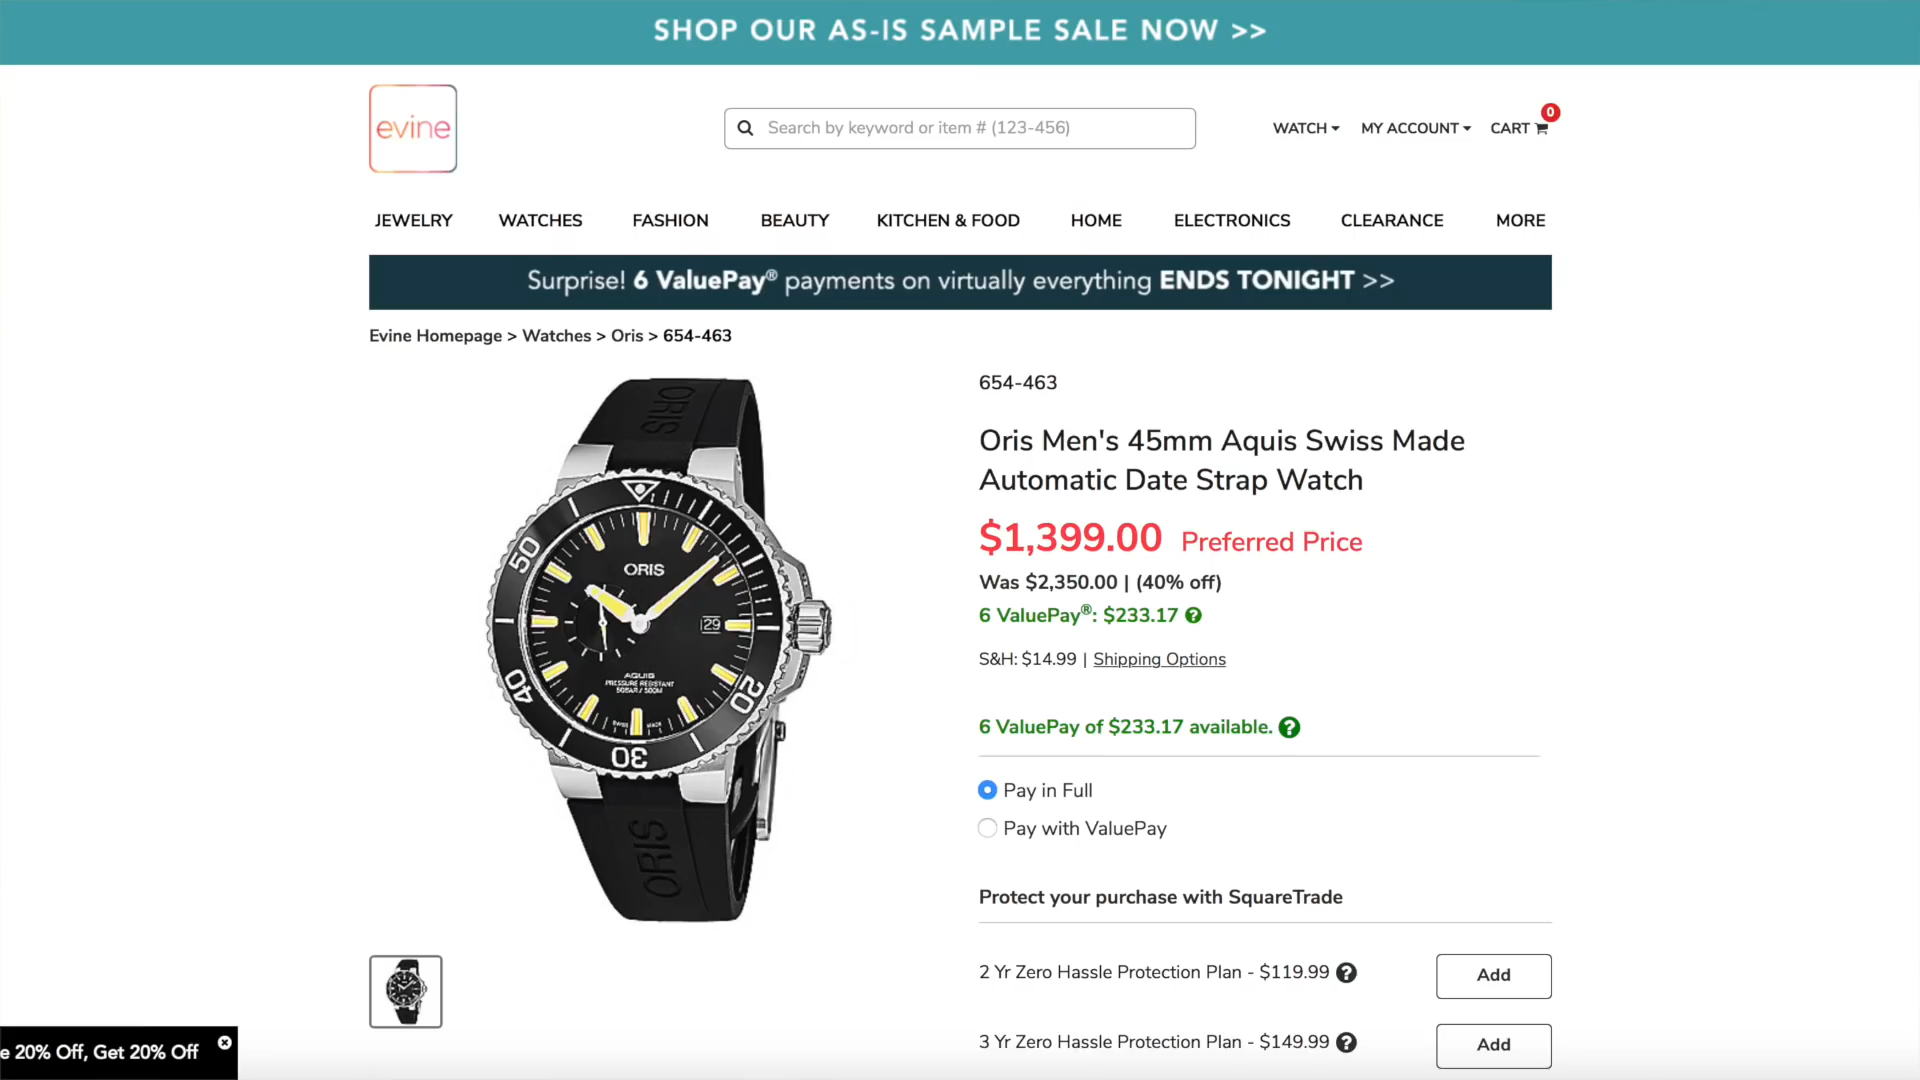 SHOP OUR AS-IS SAMPLE SALE NOW >>
evine
Search by keyword or item # (123-456)
WATCH
MY ACCOUNT
CART
0
JEWELRY
WATCHES
FASHION
BEAUTY
KITCHEN & FOOD
HOME
ELECTRONICS
CLEARANCE
MORE
Surprise! 6 ValuePay® payments on virtually everything ENDS TONIGHT >>
Evine Homepage > Watches > Oris > 654-463
ORIS
50
ORIS
29
40
AQUIS
PRESSURE RESISTANT
50BAR / 500M
20
SWISS MADE
30
ORIS
654-463
Oris Men's 45mm Aquis Swiss Made
Automatic Date Strap Watch
$1,399.00 Preferred Price
Was $2,350.00 | (40% off)
6 ValuePay®: $233.17 ?
S&H: $14.99 | Shipping Options
6 ValuePay of $233.17 available. ?
Pay in Full
Pay with ValuePay
Protect your purchase with SquareTrade
2 Yr Zero Hassle Protection Plan - $119.99 ?
Add
3 Yr Zero Hassle Protection Plan - $149.99 ?
Add
e 20% Off, Get 20% Off